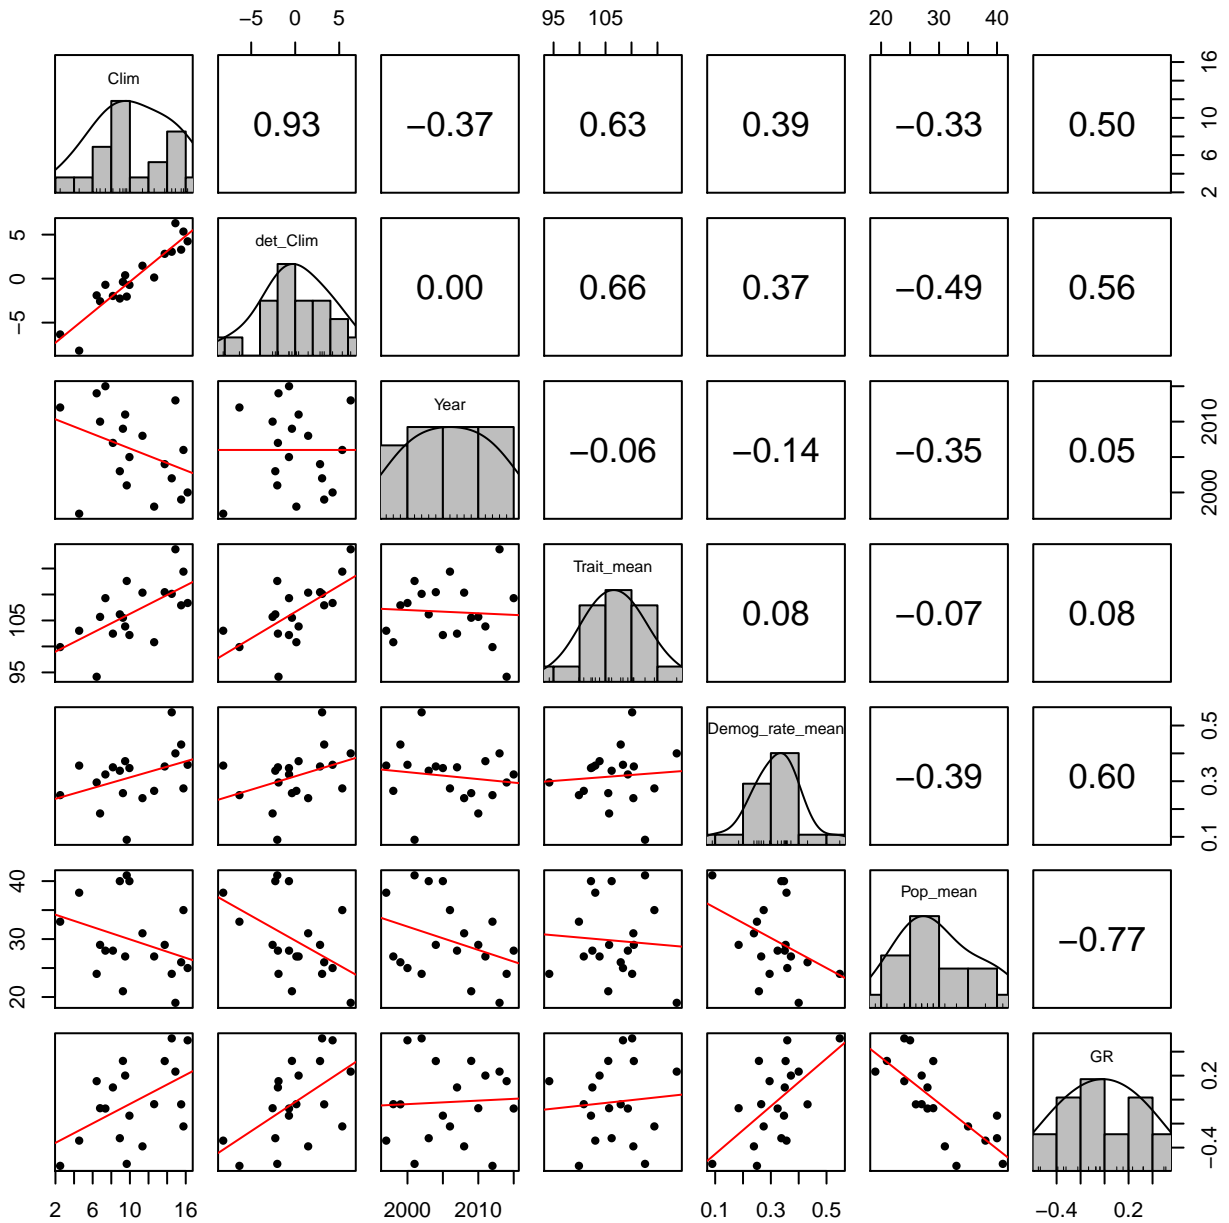 −5 0 5 95 105 20 30 40
Clim 0.93 −0.37 0.63 0.39 −0.33 0.50 2 6 10 16
−5 0 5 det_Clim 0.00 0.66 0.37 −0.49 0.56
Year −0.06 −0.14 −0.35 0.05 2000 2010
95 105 Trait_mean 0.08 −0.07 0.08
Demog_rate_mean −0.39 0.60 0.1 0.3 0.5
20 30 40 Pop_mean −0.77
GR −0.4 0.2
2 6 10 16 2000 2010 0.1 0.3 0.5 −0.4 0.2